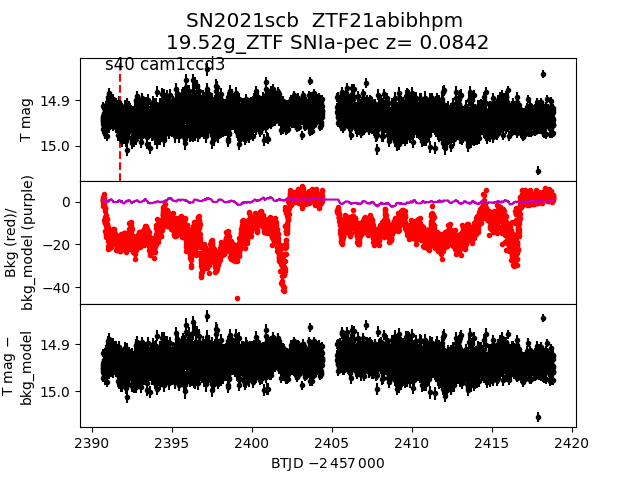 SN2021scb  ZTF21abibhpm
19.52g_ZTF SNIa-pec z= 0.0842
s40 cam1ccd3
T mag
14.9
15.0
Bkg (red)/
bkg_model (purple)
0
−20
−40
T mag −
bkg_model
14.9
15.0
2390
2395
2400
2405
2410
2415
2420
BTJD −2 457 000